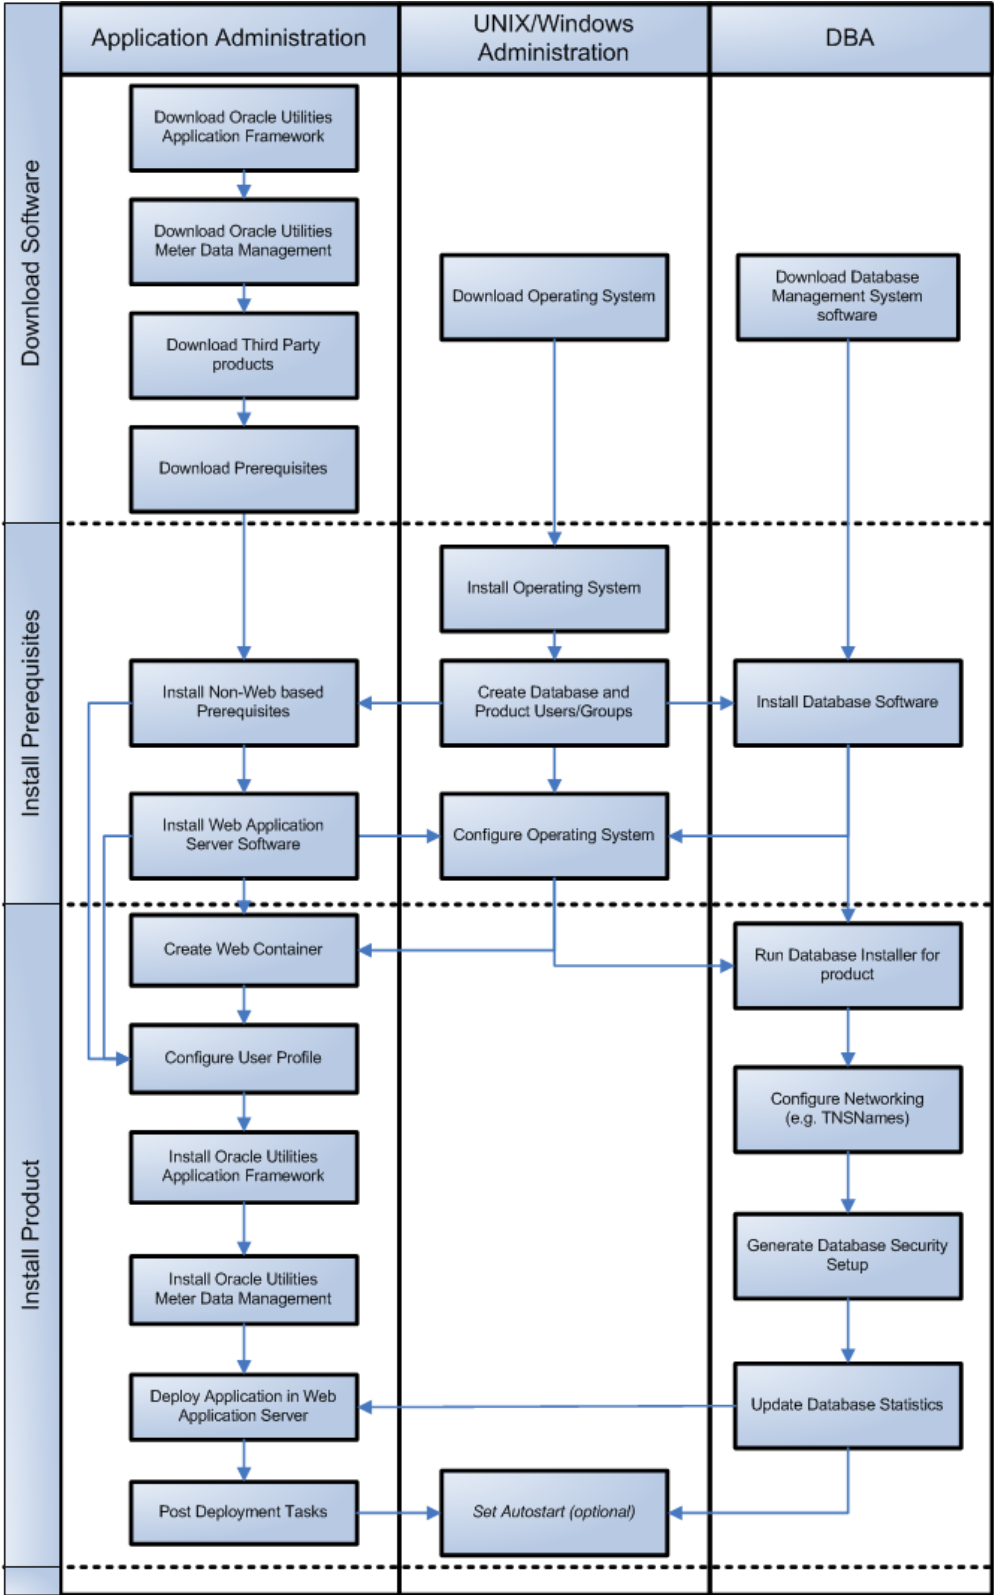 Application Administration
UNIX/Windows
Administration
DBA
Download Software
Download Oracle Utilities
Application Framework
Download Oracle Utilities
Meter Data Management
Download Third Party
products
Download Prerequisites
Download Operating System
Download Database
Management System
software
Install Prerequisites
Install Operating System
Install Non-Web based
Prerequisites
Create Database and
Product Users/Groups
Install Database Software
Install Web Application
Server Software
Configure Operating System
Install Product
Create Web Container
Run Database Installer for
product
Configure User Profile
Configure Networking
(e.g. TNSNames)
Install Oracle Utilities
Application Framework
Generate Database Security
Setup
Install Oracle Utilities
Meter Data Management
Deploy Application in Web
Application Server
Update Database Statistics
Post Deployment Tasks
Set Autostart (optional)